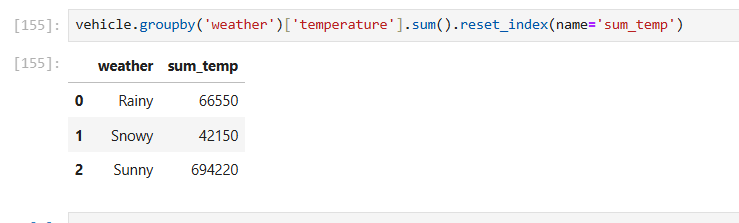 [155]: vehicle.groupby('weather')['temperature'].sum().reset_index(name='sum_temp')
[155]:
weather sum_temp
0 Rainy 66550
1 Snowy 42150
2 Sunny 694220